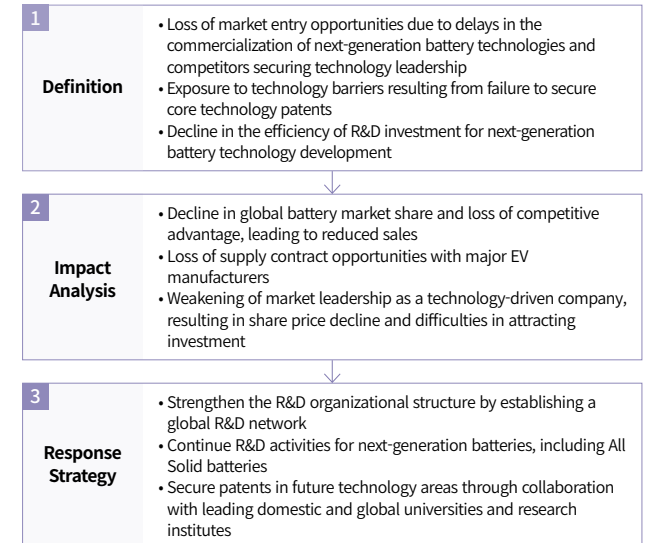 1
Definition
• Loss of market entry opportunities due to delays in the
commercialization of next-generation battery technologies and
competitors securing technology leadership
• Exposure to technology barriers resulting from failure to secure
core technology patents
• Decline in the efficiency of R&D investment for next-generation
battery technology development
2
Impact
Analysis
• Decline in global battery market share and loss of competitive
advantage, leading to reduced sales
• Loss of supply contract opportunities with major EV
manufacturers
• Weakening of market leadership as a technology-driven company,
resulting in share price decline and difficulties in attracting
investment
3
Response
Strategy
• Strengthen the R&D organizational structure by establishing a
global R&D network
• Continue R&D activities for next-generation batteries, including All
Solid batteries
• Secure patents in future technology areas through collaboration
with leading domestic and global universities and research
institutes